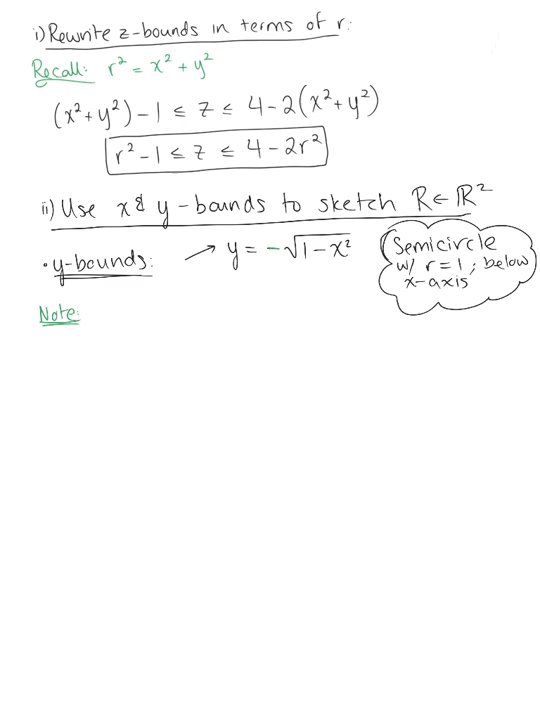 i) Rewrite z-bounds in terms of r:
Recall: r² = x² + y²
(x² + y²) - 1 ≤ z ≤ 4 - 2(x² + y²)
r² - 1 ≤ z ≤ 4 - 2r²
ii) Use x & y - bounds to sketch R ∈ ℝ²
• y-bounds: → y = -√(1 - x²)
Semicircle
w/ r = 1; below
x-axis
Note: